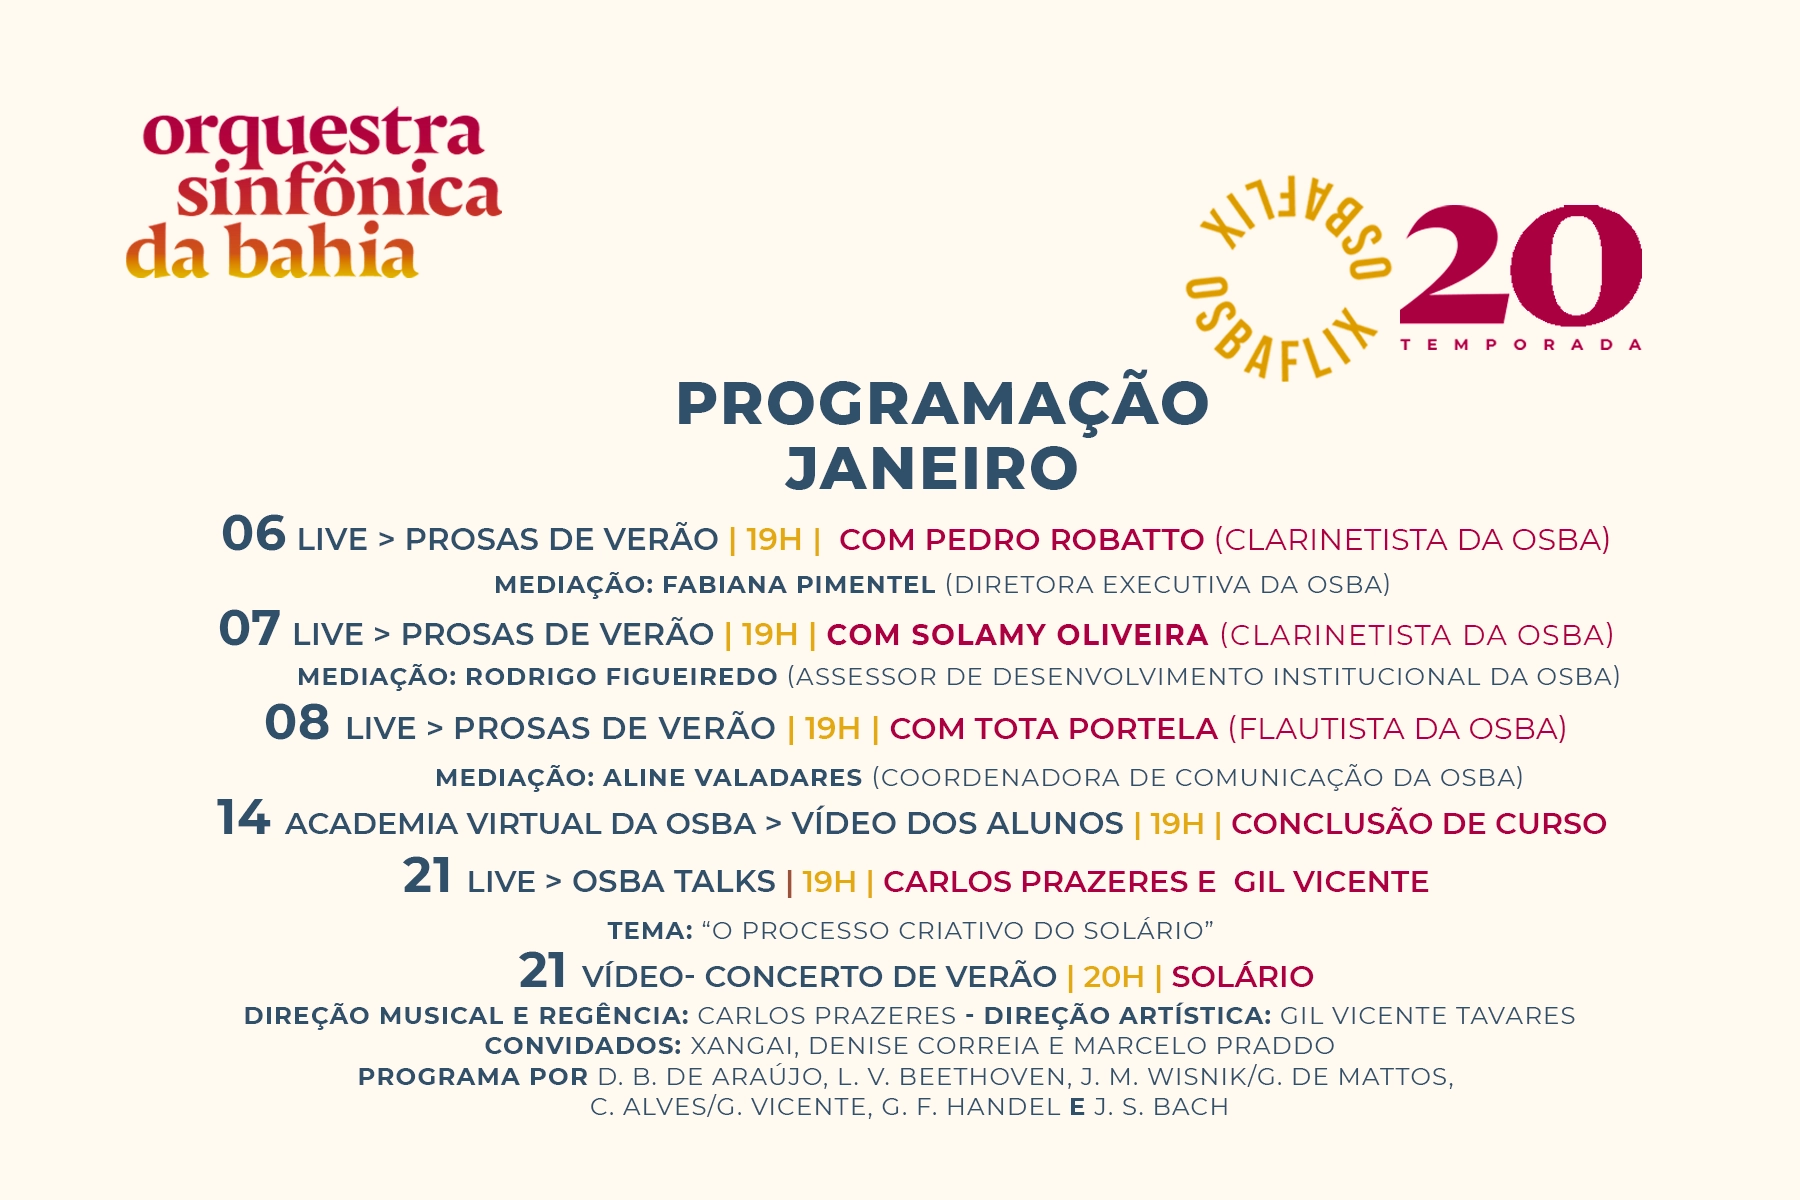 orquestra
sinfônica
da bahia
OSBAFLIX OSBAFLIX
20
TEMPORADA
PROGRAMAÇÃO
JANEIRO
06 LIVE > PROSAS DE VERÃO | 19H | COM PEDRO ROBATTO (CLARINETISTA DA OSBA)
MEDIAÇÃO: FABIANA PIMENTEL (DIRETORA EXECUTIVA DA OSBA)
07 LIVE > PROSAS DE VERÃO | 19H | COM SOLAMY OLIVEIRA (CLARINETISTA DA OSBA)
MEDIAÇÃO: RODRIGO FIGUEIREDO (ASSESSOR DE DESENVOLVIMENTO INSTITUCIONAL DA OSBA)
08 LIVE > PROSAS DE VERÃO | 19H | COM TOTA PORTELA (FLAUTISTA DA OSBA)
MEDIAÇÃO: ALINE VALADARES (COORDENADORA DE COMUNICAÇÃO DA OSBA)
14 ACADEMIA VIRTUAL DA OSBA > VÍDEO DOS ALUNOS | 19H | CONCLUSÃO DE CURSO
21 LIVE > OSBA TALKS | 19H | CARLOS PRAZERES E GIL VICENTE
TEMA: “O PROCESSO CRIATIVO DO SOLÁRIO”
21 VÍDEO- CONCERTO DE VERÃO | 20H | SOLÁRIO
DIREÇÃO MUSICAL E REGÊNCIA: CARLOS PRAZERES - DIREÇÃO ARTÍSTICA: GIL VICENTE TAVARES
CONVIDADOS: XANGAI, DENISE CORREIA E MARCELO PRADDO
PROGRAMA POR D. B. DE ARAÚJO, L. V. BEETHOVEN, J. M. WISNIK/G. DE MATTOS,
C. ALVES/G. VICENTE, G. F. HANDEL E J. S. BACH